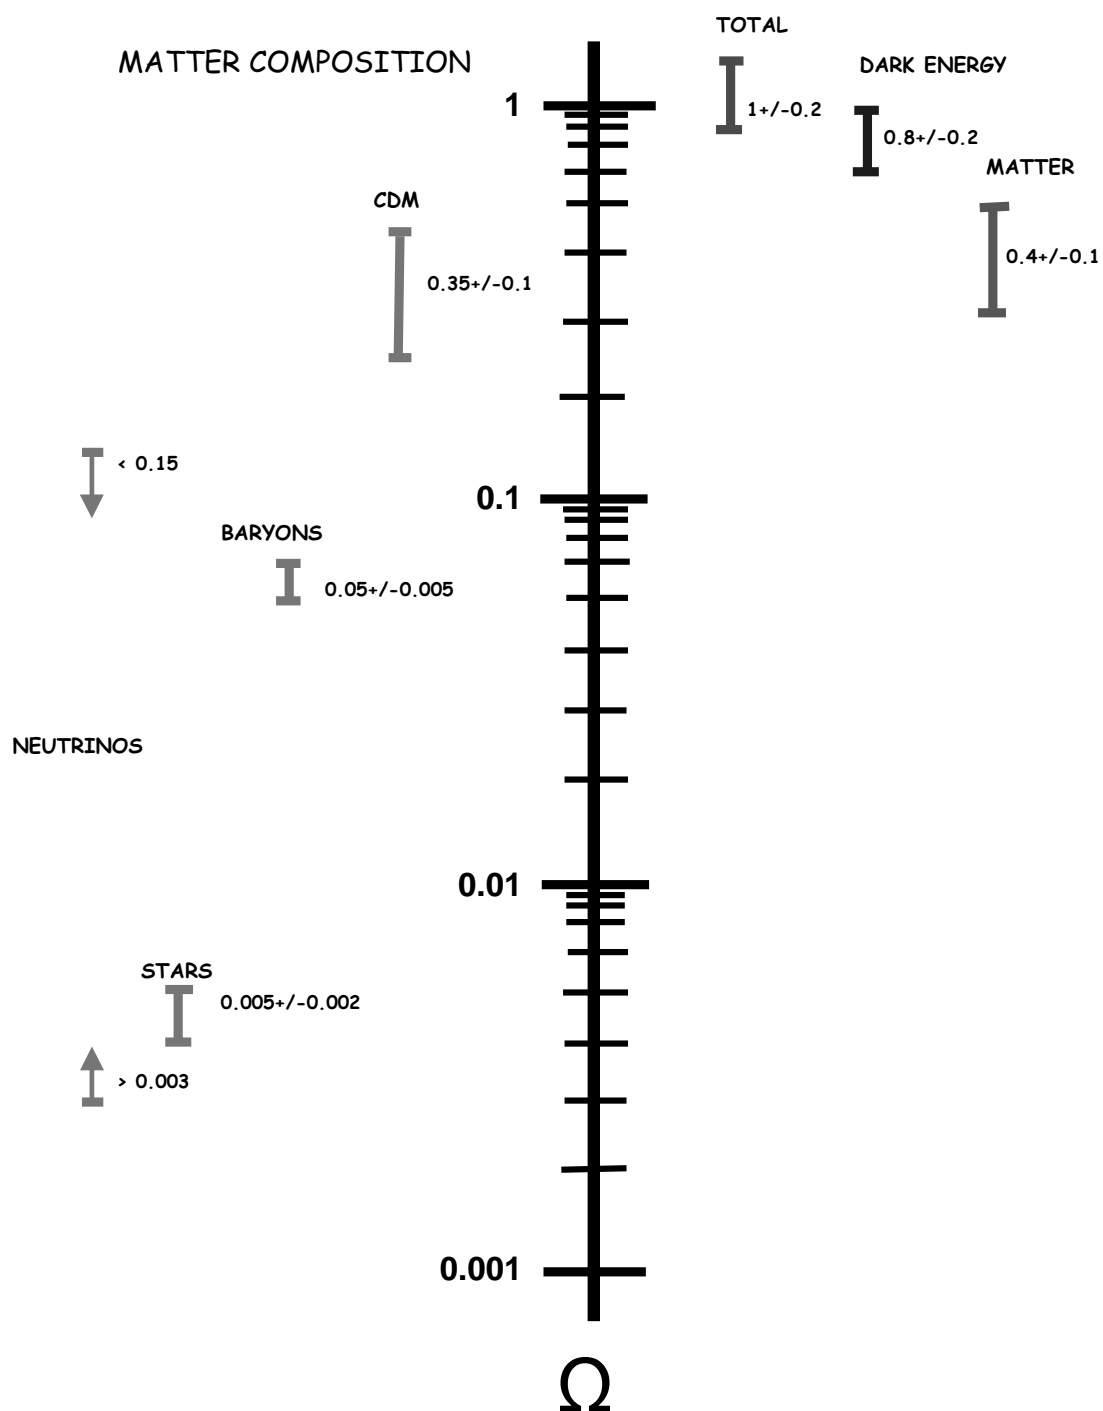 TOTAL
MATTER COMPOSITION
DARK ENERGY
1
1+/-0.2
0.8+/-0.2
MATTER
CDM
0.4+/-0.1
0.35+/-0.1
< 0.15
0.1
BARYONS
0.05+/-0.005
NEUTRINOS
0.01
STARS
0.005+/-0.002
> 0.003
0.001
Ω